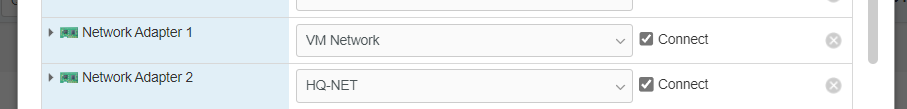 Network Adapter 1
VM Network
Connect
Network Adapter 2
HQ-NET
Connect